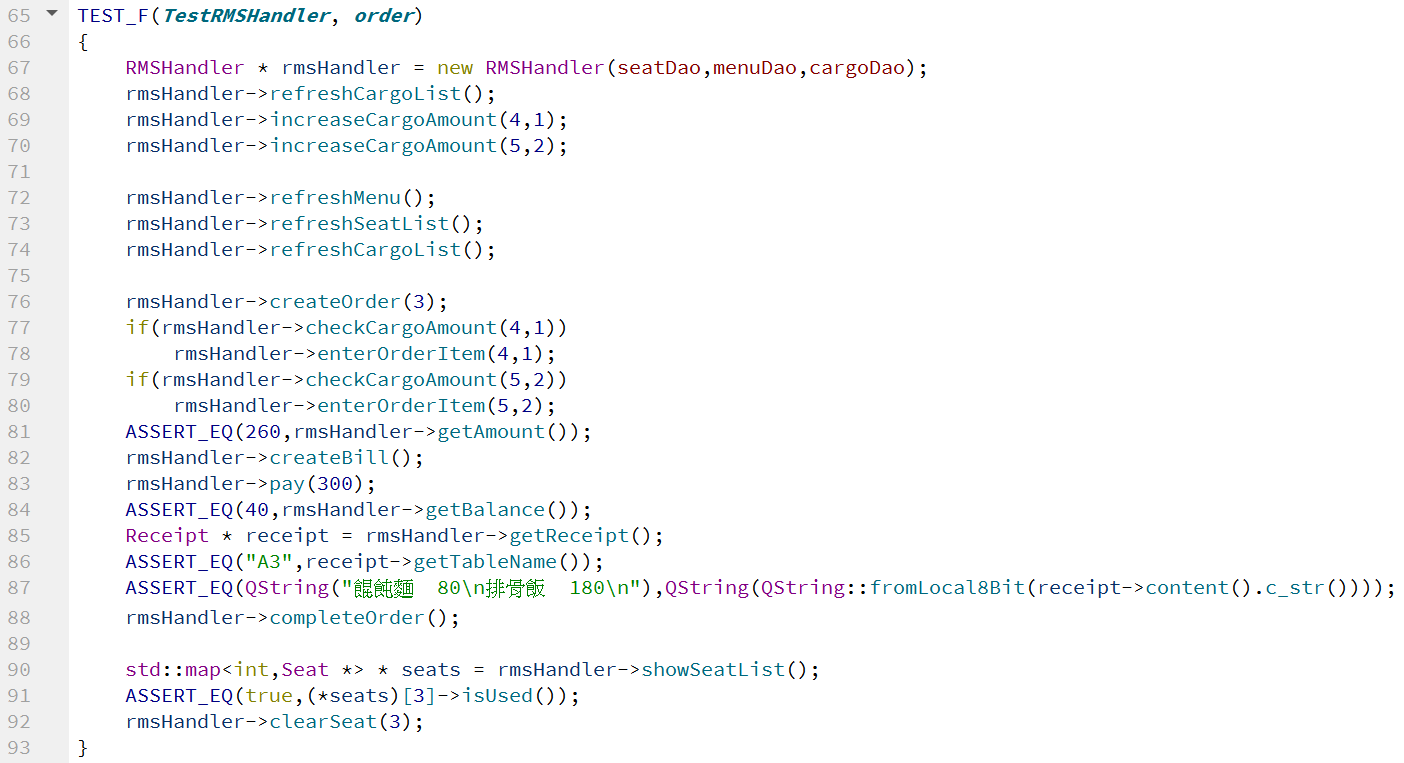 65 TEST_F(TestRMSHandler, order)
66 {
67     RMSHandler * rmsHandler = new RMSHandler(seatDao,menuDao,cargoDao);
68     rmsHandler->refreshCargoList();
69     rmsHandler->increaseCargoAmount(4,1);
70     rmsHandler->increaseCargoAmount(5,2);
71
72     rmsHandler->refreshMenu();
73     rmsHandler->refreshSeatList();
74     rmsHandler->refreshCargoList();
75
76     rmsHandler->createOrder(3);
77     if(rmsHandler->checkCargoAmount(4,1))
78         rmsHandler->enterOrderItem(4,1);
79     if(rmsHandler->checkCargoAmount(5,2))
80         rmsHandler->enterOrderItem(5,2);
81     ASSERT_EQ(260,rmsHandler->getAmount());
82     rmsHandler->createBill();
83     rmsHandler->pay(300);
84     ASSERT_EQ(40,rmsHandler->getBalance());
85     Receipt * receipt = rmsHandler->getReceipt();
86     ASSERT_EQ("A3",receipt->getTableName());
87     ASSERT_EQ(QString("餛飩麵  80\n排骨飯  180\n"),QString(QString::fromLocal8Bit(receipt->content().c_str())));
88     rmsHandler->completeOrder();
89
90     std::map<int,Seat *> * seats = rmsHandler->showSeatList();
91     ASSERT_EQ(true,(*seats)[3]->isUsed());
92     rmsHandler->clearSeat(3);
93 }